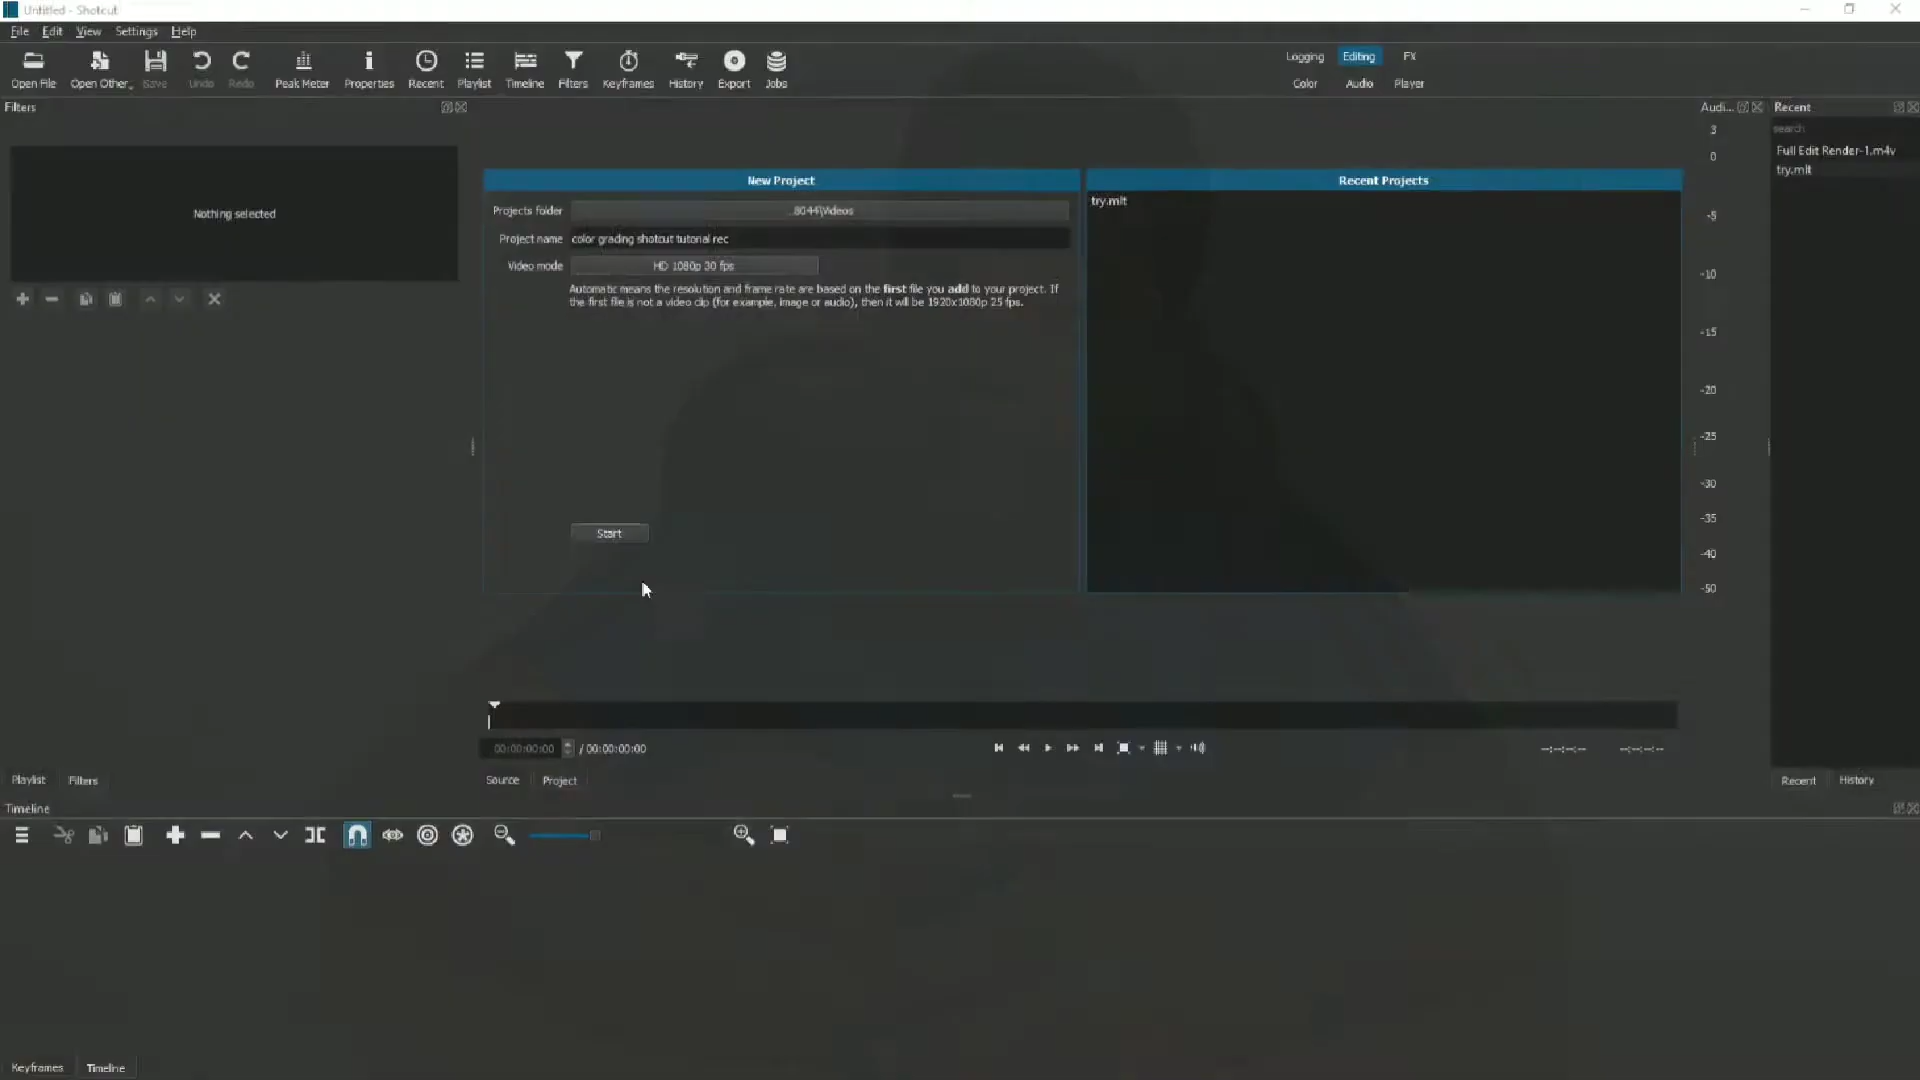 Untitled - Shotcut
File Edit View Settings Help
Open File Open Other.. Save Undo Redo Peak Meter Properties Recent Playlist Timeline Filters Keyframes History Export Jobs
Logging Editing FX
Color Audio Player
Filters
Audi...
Recent
search
Full Edit Render-1.m4v
try.mlt
Nothing selected
New Project
Projects folder ..8044\Videos
Project name color grading shotcut tutorial rec
Video mode HD 1080p 30 fps
Automatic means the resolution and frame rate are based on the first file you add to your project. If
the first file is not a video clip (for example, image or audio), then it will be 1920x1080p 25 fps.
Start
Recent Projects
try.mlt
3
0
-5
-10
-15
-20
-25
-30
-35
-40
-50
00:00:00:00 / 00:00:00:00
--:--:--:-- --:--:--:--
Playlist Filters
Source Project
Recent History
Timeline
Keyframes Timeline